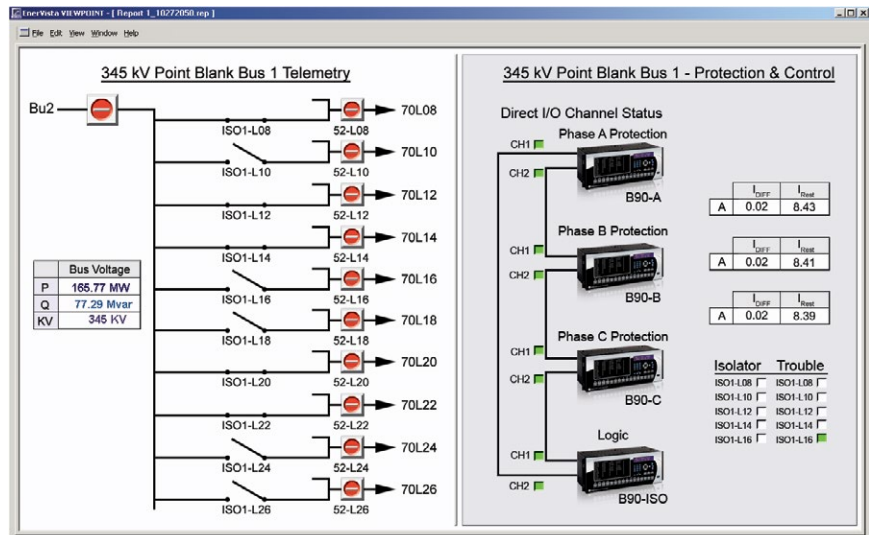 EnerVista VIEWPOINT - [ Report 1_10272050.rep ]
File Edit View Window Help
345 kV Point Blank Bus 1 Telemetry
Bu2
ISO1-L08 52-L08 70L08
ISO1-L10 52-L10 70L10
ISO1-L12 52-L12 70L12
ISO1-L14 52-L14 70L14
ISO1-L16 52-L16 70L16
ISO1-L18 52-L18 70L18
ISO1-L20 52-L20 70L20
ISO1-L22 52-L22 70L22
ISO1-L24 52-L24 70L24
ISO1-L26 52-L26 70L26
Bus Voltage
P 165.77 MW
Q 77.29 Mvar
KV 345 KV
345 kV Point Blank Bus 1 - Protection & Control
Direct I/O Channel Status
Phase A Protection
CH1
CH2
B90-A
Phase B Protection
CH1
CH2
B90-B
Phase C Protection
CH1
CH2
B90-C
Logic
CH1
CH2
B90-ISO
IDIFF IRest
A 0.02 8.43
IDIFF IRest
A 0.02 8.41
IDIFF IRest
A 0.02 8.39
Isolator Trouble
ISO1-L08 ISO1-L08
ISO1-L10 ISO1-L10
ISO1-L12 ISO1-L12
ISO1-L14 ISO1-L14
ISO1-L16 ISO1-L16